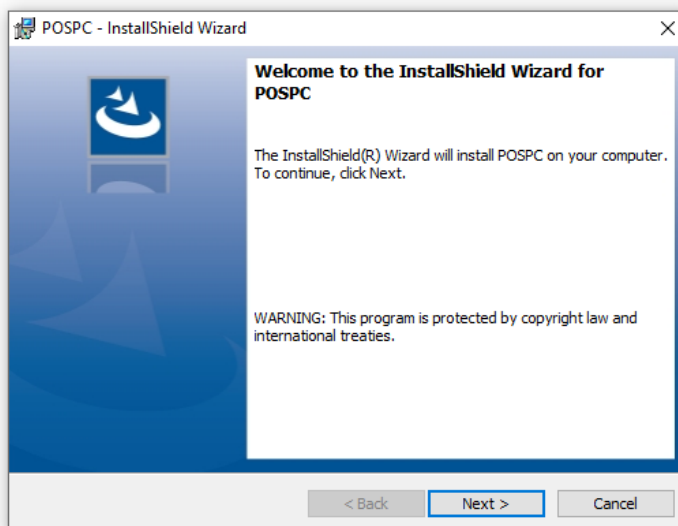 POSPC - InstallShield Wizard
Welcome to the InstallShield Wizard for
POSPC
The InstallShield(R) Wizard will install POSPC on your computer.
To continue, click Next.
WARNING: This program is protected by copyright law and
international treaties.
< Back
Next >
Cancel